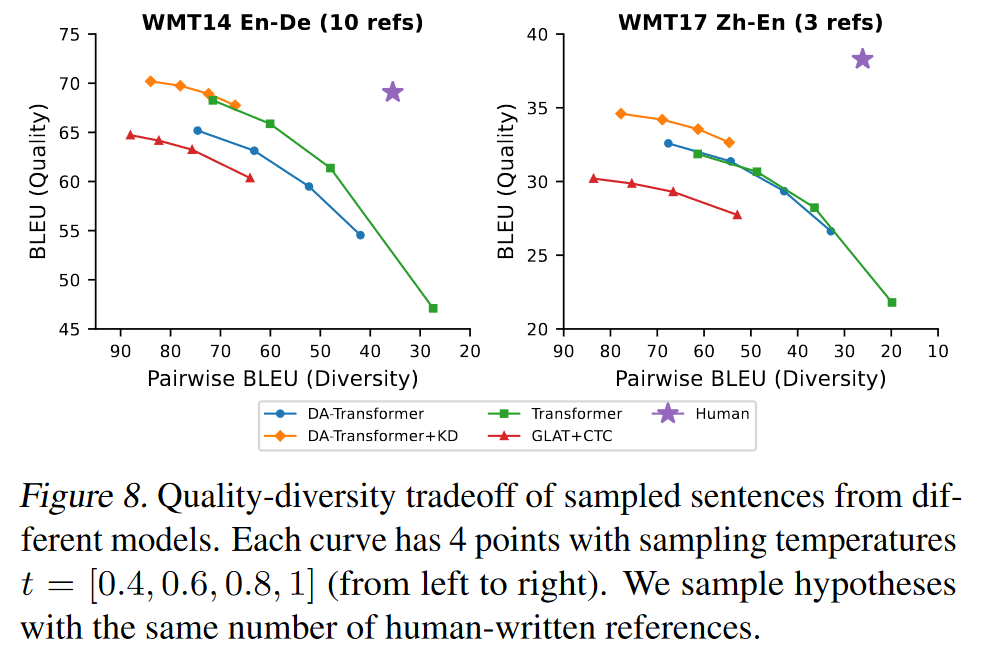 WMT14 En-De (10 refs)
75
70
65
60
55
50
45
BLEU (Quality)
90 80 70 60 50 40 30 20
Pairwise BLEU (Diversity)
WMT17 Zh-En (3 refs)
40
35
30
25
20
BLEU (Quality)
90 80 70 60 50 40 30 20 10
Pairwise BLEU (Diversity)
DA-Transformer Transformer Human
DA-Transformer+KD GLAT+CTC
Figure 8. Quality-diversity tradeoff of sampled sentences from dif-
ferent models. Each curve has 4 points with sampling temperatures
t = [0.4, 0.6, 0.8, 1] (from left to right). We sample hypotheses
with the same number of human-written references.